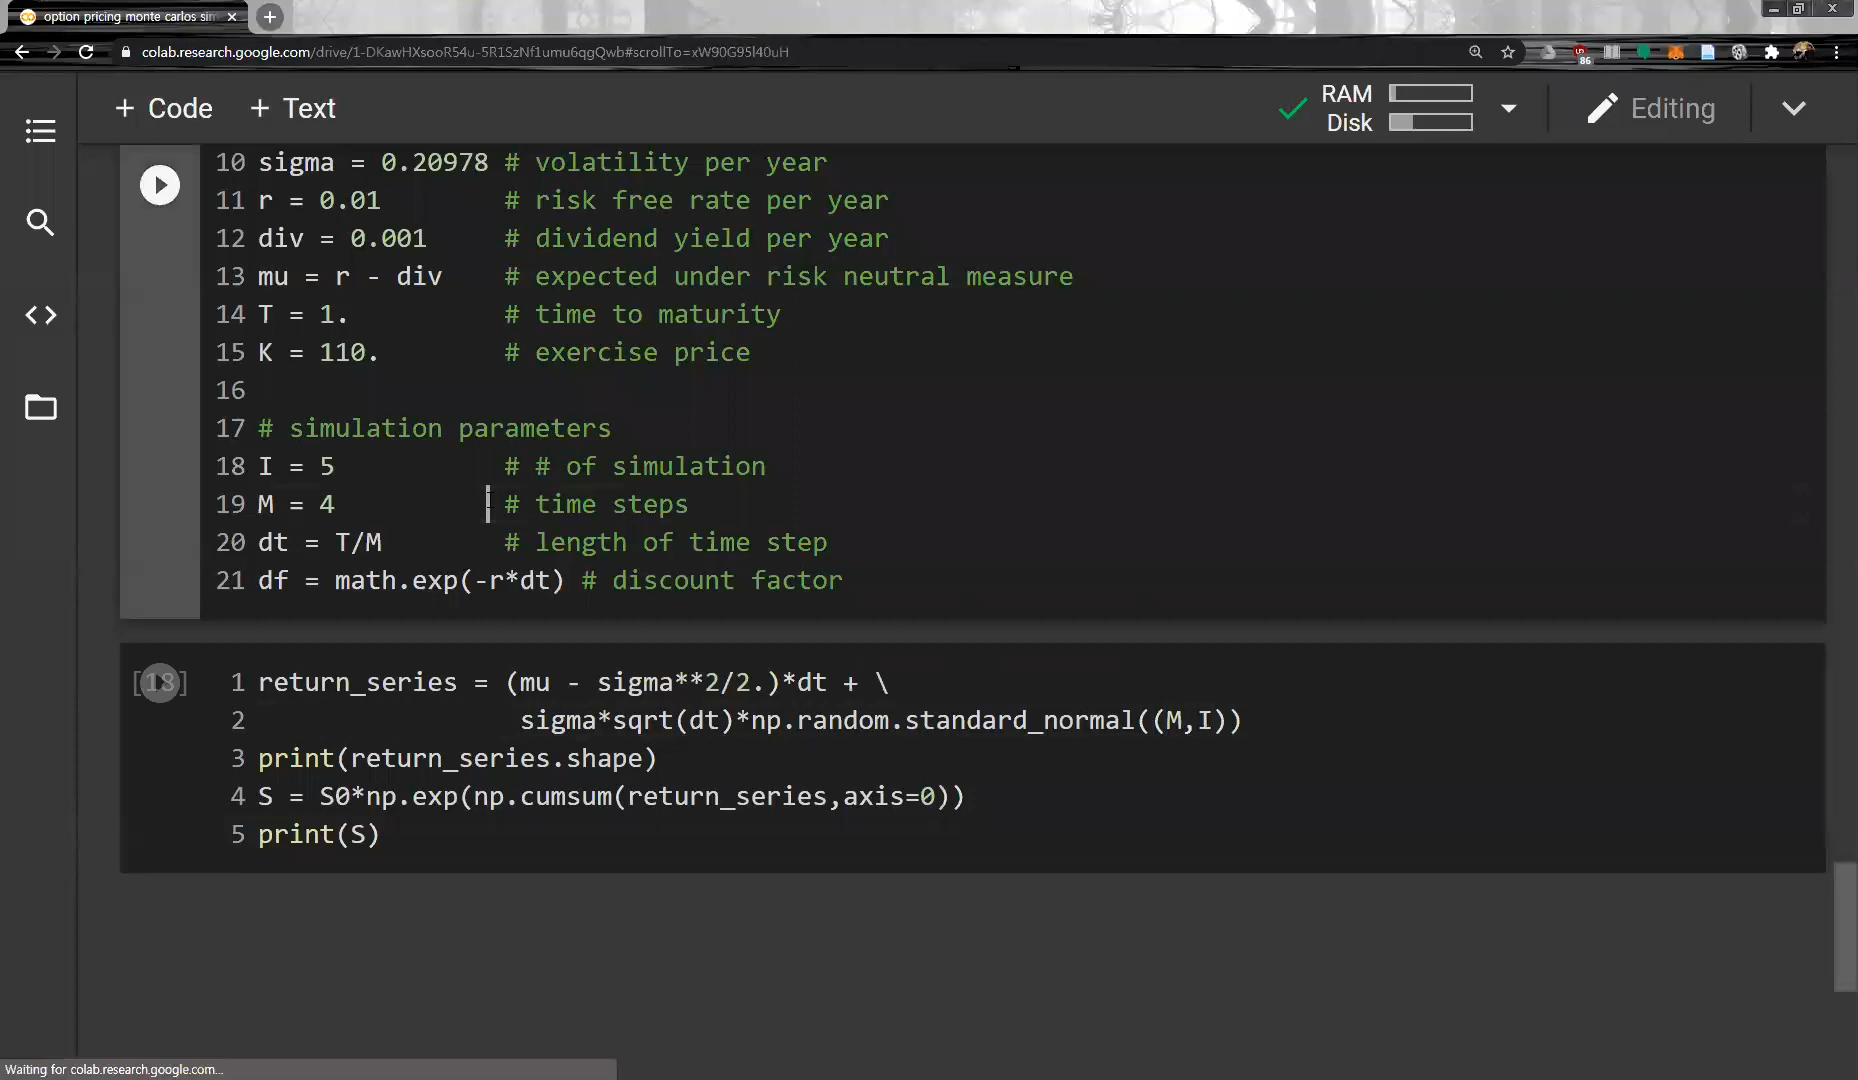 option pricing monte carlos sim
colab.research.google.com/drive/1-DKawHXsooR54u-5R1SzNf1umu6qgQwb#scrollTo=xW90G95l40uH
86
+ Code + Text
RAM
Disk
Editing
10 sigma = 0.20978 # volatility per year
11 r = 0.01 # risk free rate per year
12 div = 0.001 # dividend yield per year
13 mu = r - div # expected under risk neutral measure
14 T = 1. # time to maturity
15 K = 110. # exercise price
16
17 # simulation parameters
18 I = 5 # # of simulation
19 M = 4 # time steps
20 dt = T/M # length of time step
21 df = math.exp(-r*dt) # discount factor
[18]
1 return_series = (mu - sigma**2/2.)*dt + \
2 sigma*sqrt(dt)*np.random.standard_normal((M,I))
3 print(return_series.shape)
4 S = S0*np.exp(np.cumsum(return_series,axis=0))
5 print(S)
Waiting for colab.research.google.com...